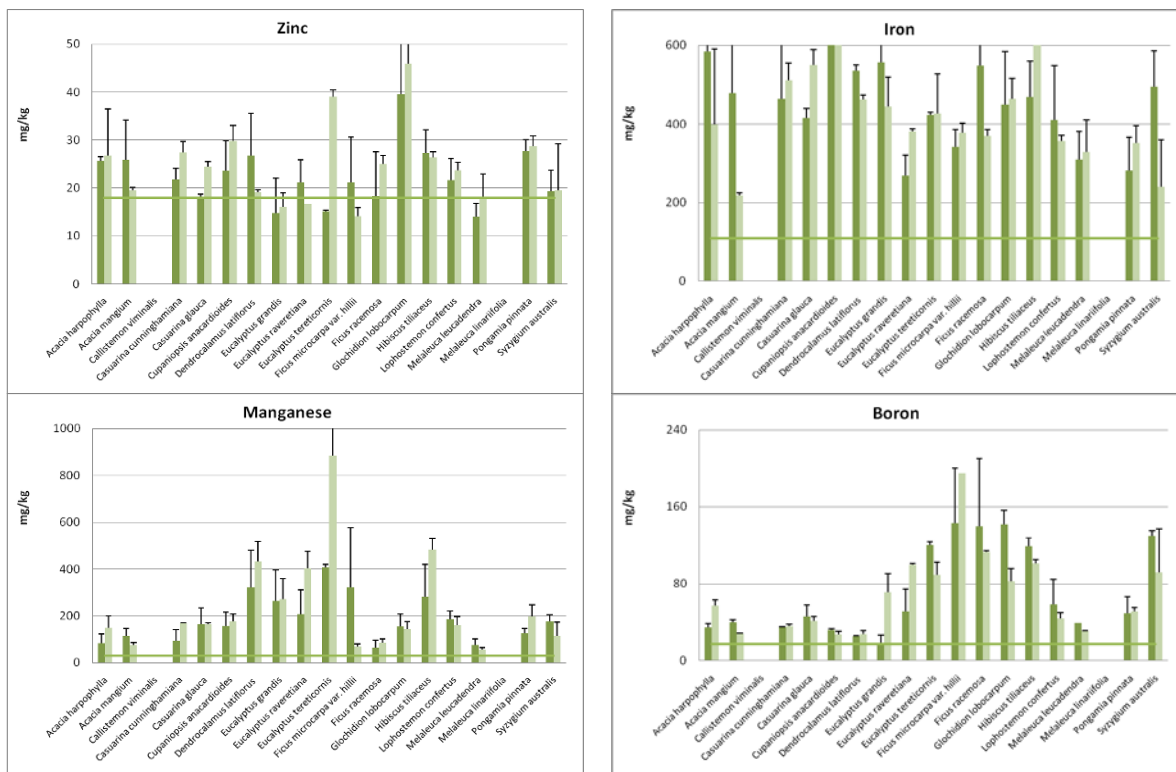 Zinc
mg/kg
50
40
30
20
10
0
Acacia harpophylla
Acacia mangium
Callistemon viminalis
Casuarina cunninghamiana
Casuarina glauca
Cupaniopsis anacardioides
Dendrocalamus latiflorus
Eucalyptus grandis
Eucalyptus raveretiana
Eucalyptus tereticornis
Ficus microcarpa var. hillii
Ficus racemosa
Glochidion lobocarpum
Hibiscus tiliaceus
Lophostemon confertus
Melaleuca leucadendra
Melaleuca linariifolia
Pongamia pinnata
Syzygium australis
Iron
mg/kg
600
400
200
0
Acacia harpophylla
Acacia mangium
Callistemon viminalis
Casuarina cunninghamiana
Casuarina glauca
Cupaniopsis anacardioides
Dendrocalamus latiflorus
Eucalyptus grandis
Eucalyptus raveretiana
Eucalyptus tereticornis
Ficus microcarpa var. hillii
Ficus racemosa
Glochidion lobocarpum
Hibiscus tiliaceus
Lophostemon confertus
Melaleuca leucadendra
Melaleuca linariifolia
Pongamia pinnata
Syzygium australis
Manganese
mg/kg
1000
800
600
400
200
0
Acacia harpophylla
Acacia mangium
Callistemon viminalis
Casuarina cunninghamiana
Casuarina glauca
Cupaniopsis anacardioides
Dendrocalamus latiflorus
Eucalyptus grandis
Eucalyptus raveretiana
Eucalyptus tereticornis
Ficus microcarpa var. hillii
Ficus racemosa
Glochidion lobocarpum
Hibiscus tiliaceus
Lophostemon confertus
Melaleuca leucadendra
Melaleuca linariifolia
Pongamia pinnata
Syzygium australis
Boron
mg/kg
240
160
80
0
Acacia harpophylla
Acacia mangium
Callistemon viminalis
Casuarina cunninghamiana
Casuarina glauca
Cupaniopsis anacardioides
Dendrocalamus latiflorus
Eucalyptus grandis
Eucalyptus raveretiana
Eucalyptus tereticornis
Ficus microcarpa var. hillii
Ficus racemosa
Glochidion lobocarpum
Hibiscus tiliaceus
Lophostemon confertus
Melaleuca leucadendra
Melaleuca linariifolia
Pongamia pinnata
Syzygium australis